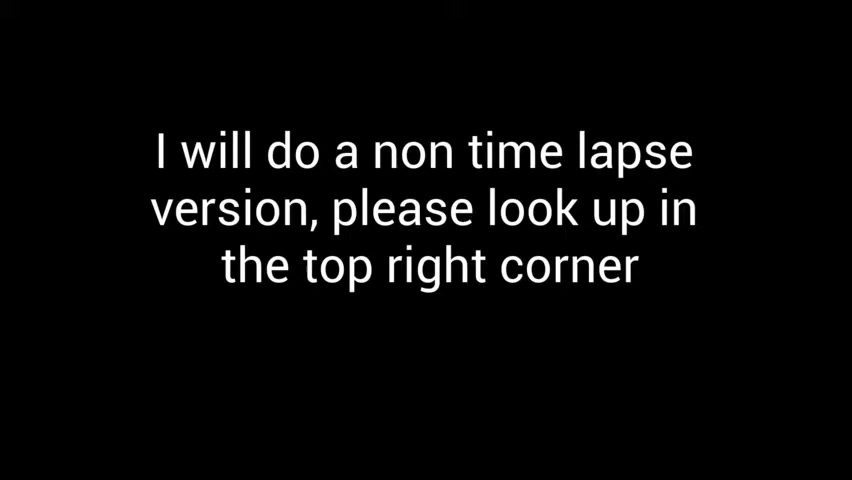 I will do a non time lapse
version, please look up in
the top right corner